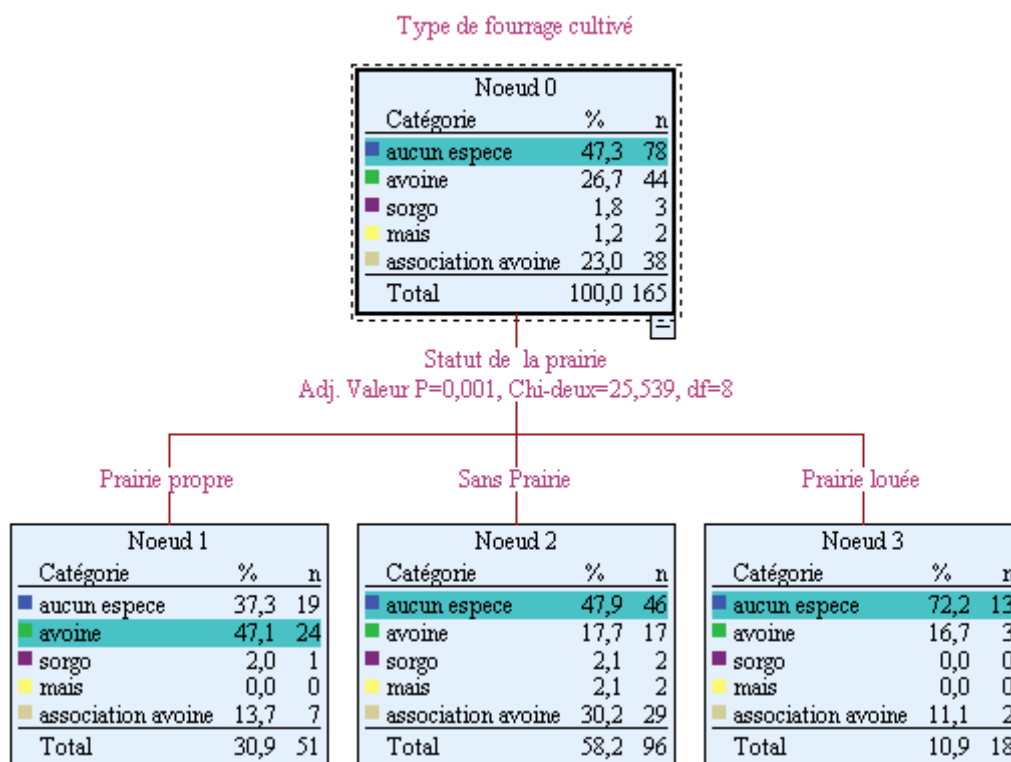 Type de fourrage cultivé
Noeud 0
Catégorie % n
aucun espece 47,3 78
avoine 26,7 44
sorgo 1,8 3
mais 1,2 2
association avoine 23,0 38
Total 100,0 165
Statut de la prairie
Adj. Valeur P=0,001, Chi-deux=25,539, df=8
Prairie propre
Noeud 1
Catégorie % n
aucun espece 37,3 19
avoine 47,1 24
sorgo 2,0 1
mais 0,0 0
association avoine 13,7 7
Total 30,9 51
Sans Prairie
Noeud 2
Catégorie % n
aucun espece 47,9 46
avoine 17,7 17
sorgo 2,1 2
mais 2,1 2
association avoine 30,2 29
Total 58,2 96
Prairie louée
Noeud 3
Catégorie % n
aucun espece 72,2 13
avoine 16,7 3
sorgo 0,0 0
mais 0,0 0
association avoine 11,1 2
Total 10,9 18